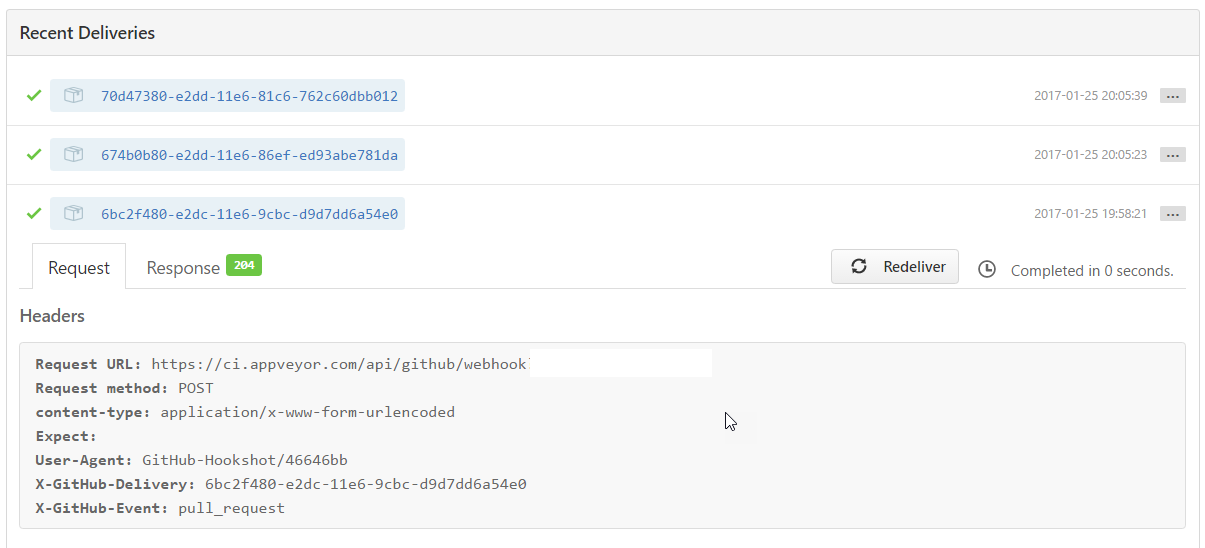 Recent Deliveries
70d47380-e2dd-11e6-81c6-762c60dbb012 2017-01-25 20:05:39 ...
674b0b80-e2dd-11e6-86ef-ed93abe781da 2017-01-25 20:05:23 ...
6bc2f480-e2dc-11e6-9cbc-d9d7dd6a54e0 2017-01-25 19:58:21 ...
Request Response 204 Redeliver Completed in 0 seconds.
Headers
Request URL: https://ci.appveyor.com/api/github/webhook
Request method: POST
content-type: application/x-www-form-urlencoded
Expect:
User-Agent: GitHub-Hookshot/46646bb
X-GitHub-Delivery: 6bc2f480-e2dc-11e6-9cbc-d9d7dd6a54e0
X-GitHub-Event: pull_request